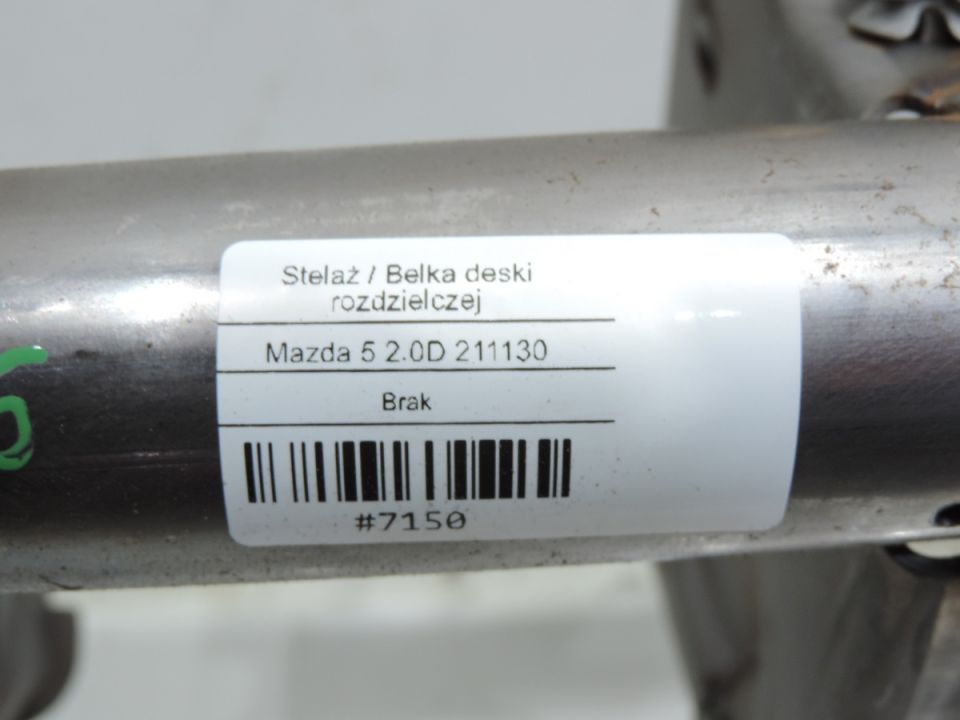 Stelaż / Belka deski
rozdzielczej
Mazda 5 2.0D 211130
Brak
#7150